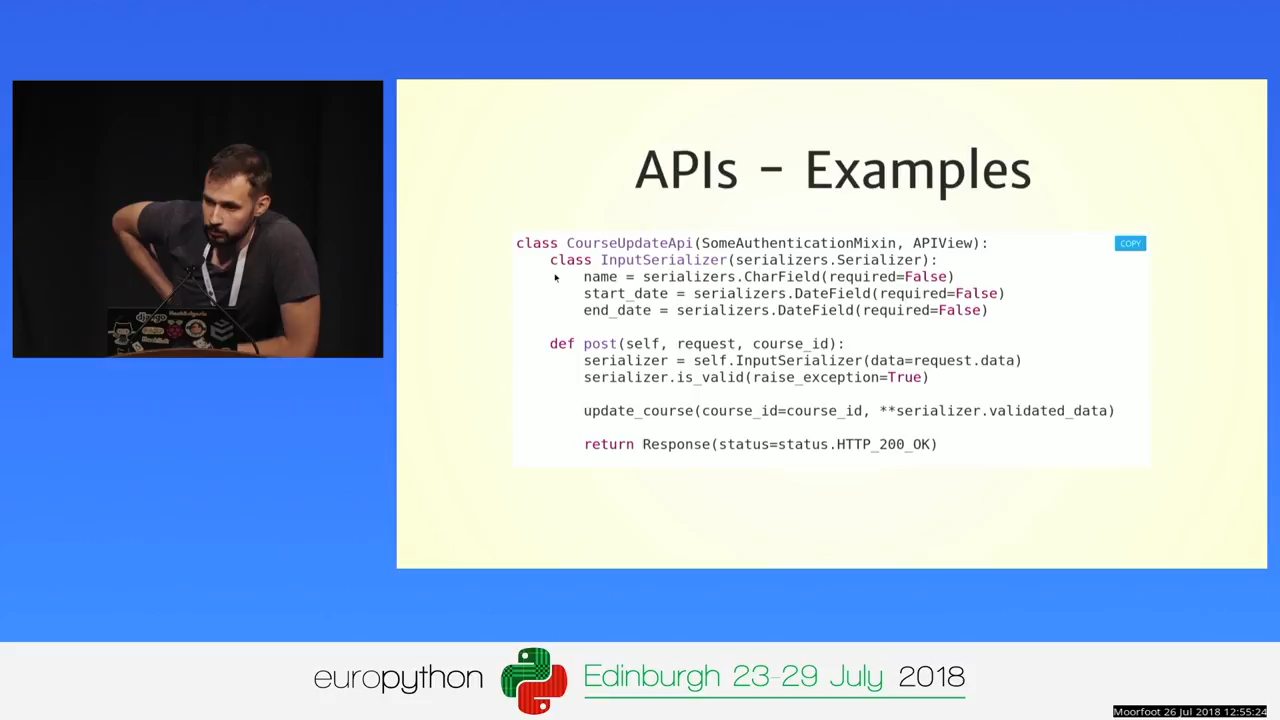 APIs - Examples
class CourseUpdateApi(SomeAuthenticationMixin, APIView):
    class InputSerializer(serializers.Serializer):
        name = serializers.CharField(required=False)
        start_date = serializers.DateField(required=False)
        end_date = serializers.DateField(required=False)
    def post(self, request, course_id):
        serializer = self.InputSerializer(data=request.data)
        serializer.is_valid(raise_exception=True)
        update_course(course_id=course_id, **serializer.validated_data)
        return Response(status=status.HTTP_200_OK)
COPY
django
europython
Edinburgh 23-29 July 2018
Moorfoot 26 Jul 2018 12:55:24